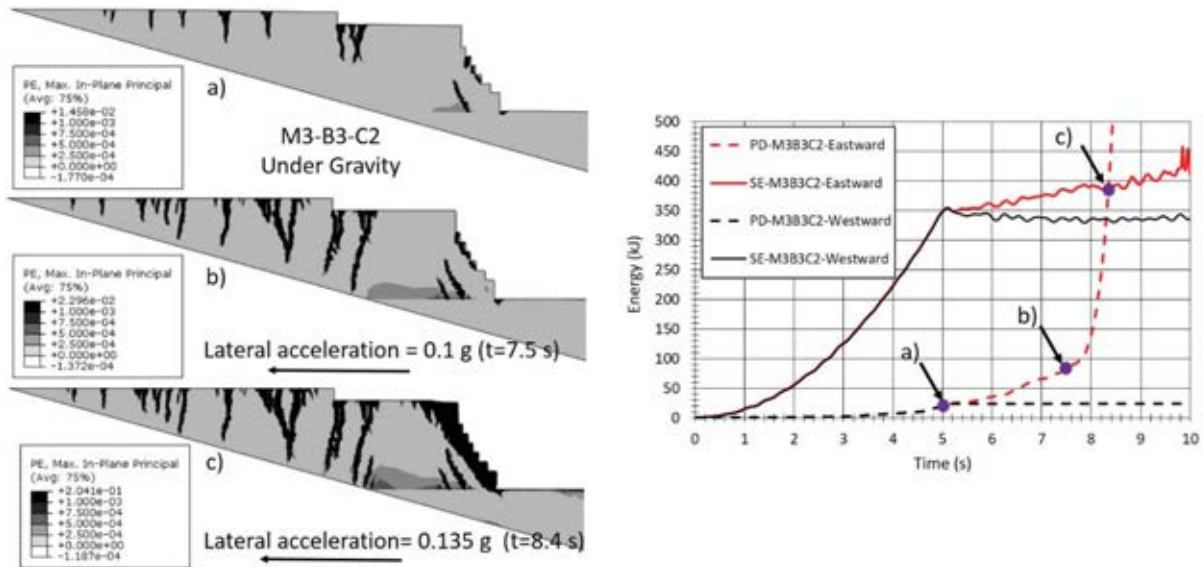 PE, Max. In-Plane Principal
(Avg: 75%)
+1.458e-02
+1.000e-03
+7.500e-04
+5.000e-04
+2.500e-04
+0.000e+00
-1.770e-04
a)
M3-B3-C2
Under Gravity
PE, Max. In-Plane Principal
(Avg: 75%)
+2.296e-02
+1.000e-03
+7.500e-04
+5.000e-04
+2.500e-04
+0.000e+00
-1.372e-04
b)
Lateral acceleration = 0.1 g (t=7.5 s)
PE, Max. In-Plane Principal
(Avg: 75%)
+2.041e-01
+1.000e-03
+7.500e-04
+5.000e-04
+2.500e-04
+0.000e+00
-1.187e-04
c)
Lateral acceleration= 0.135 g (t=8.4 s)
Energy (kJ)
500
450
400
350
300
250
200
150
100
50
0
PD-M3B3C2-Eastward
SE-M3B3C2-Eastward
PD-M3B3C2-Westward
SE-M3B3C2-Westward
c)
b)
a)
0 1 2 3 4 5 6 7 8 9 10
Time (s)